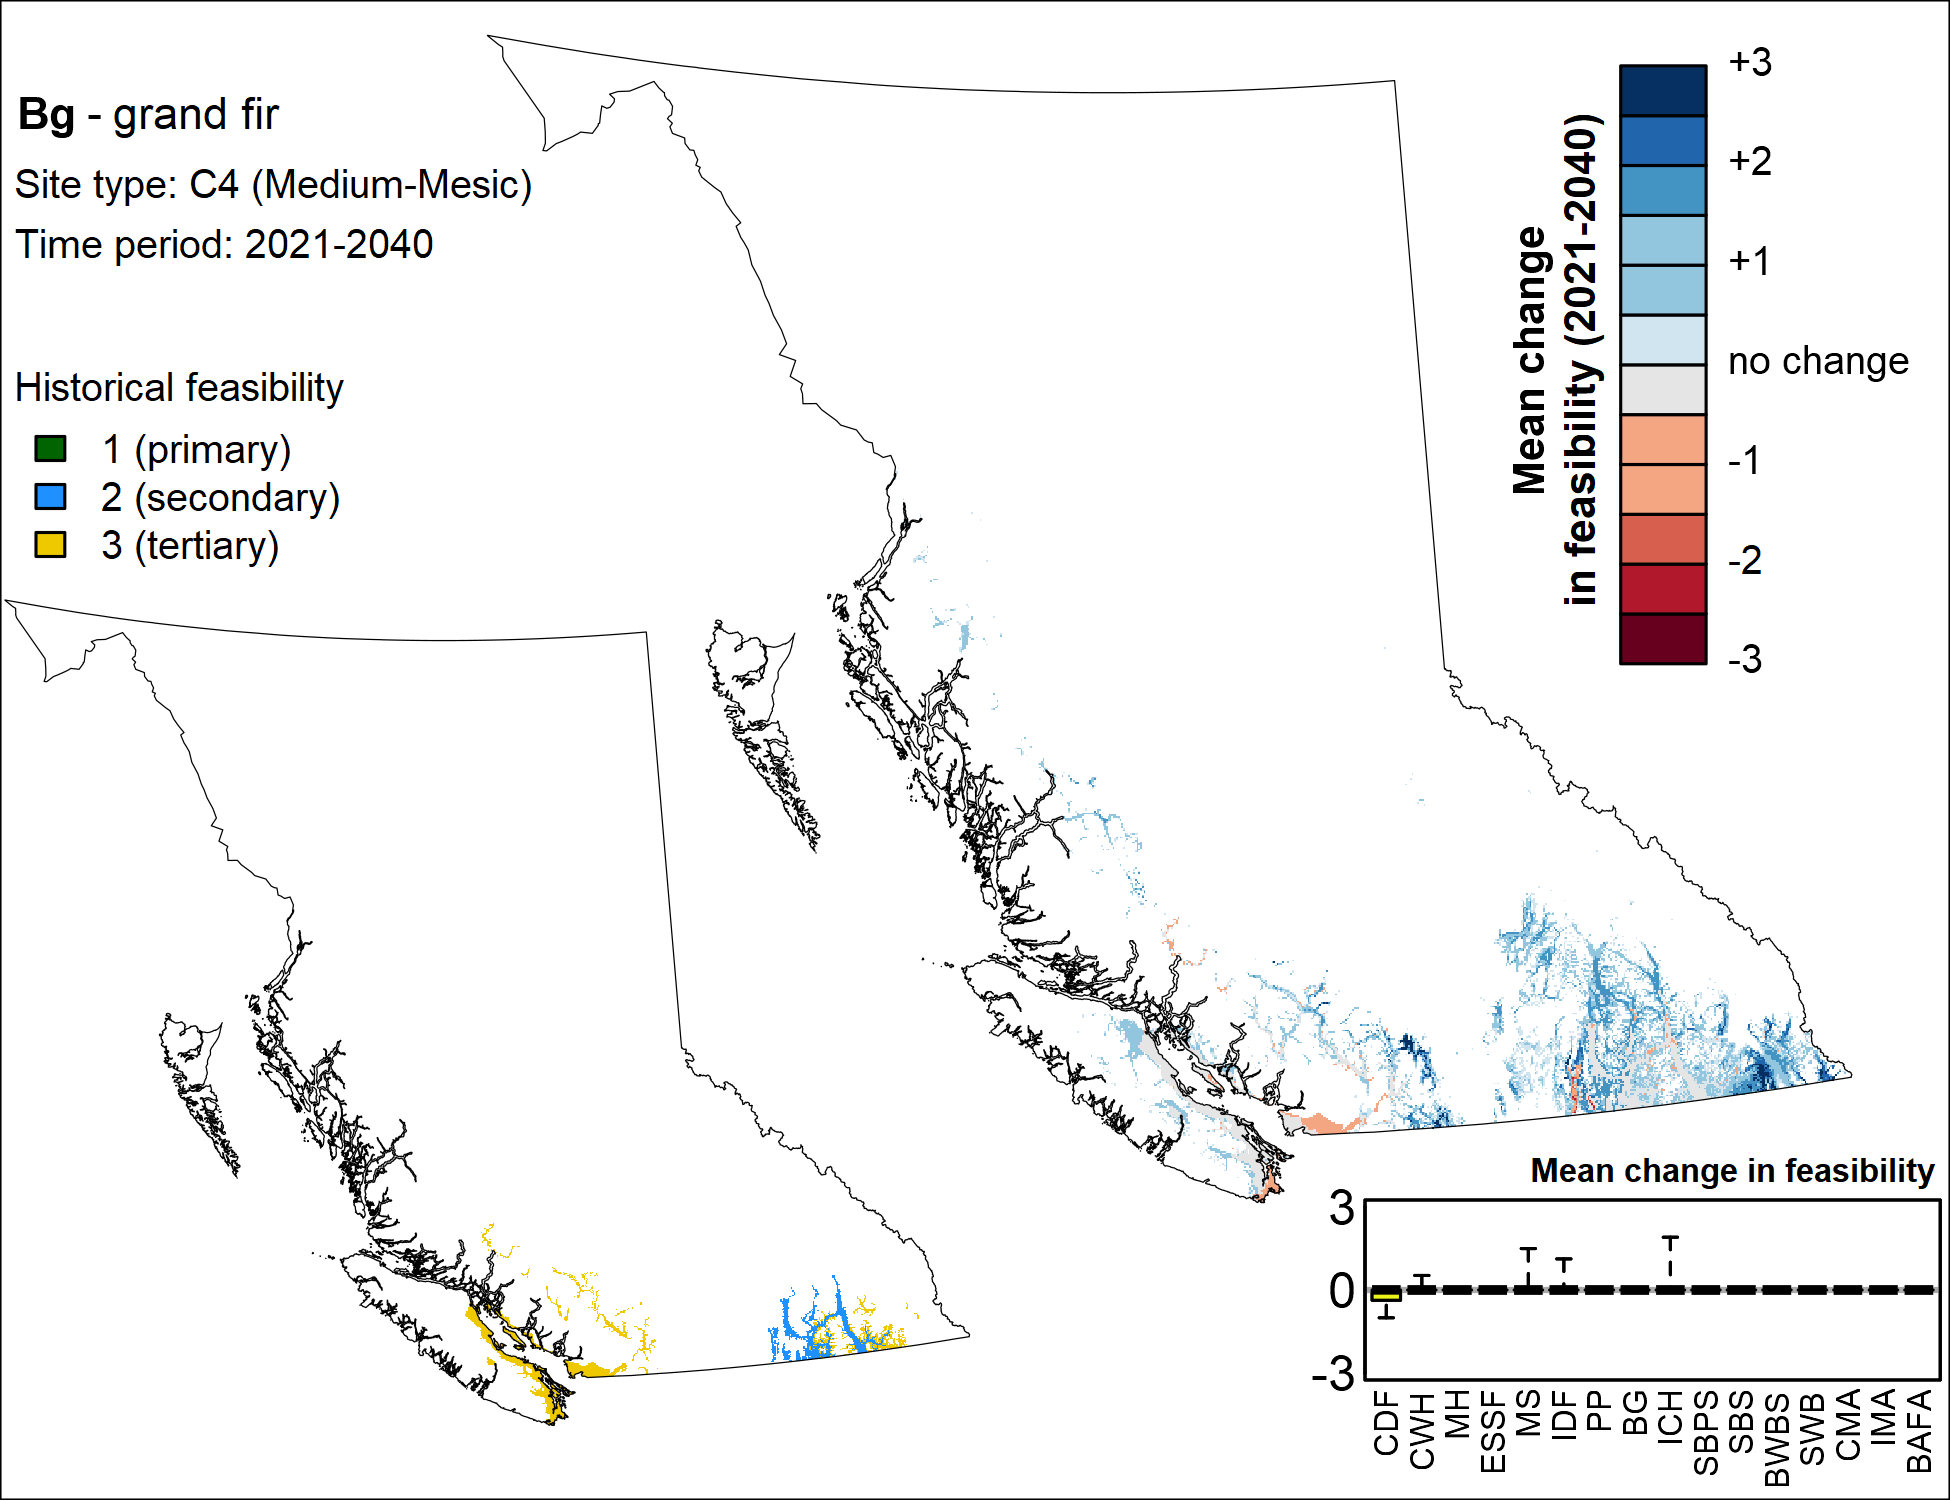 Bg - grand fir
Site type: C4 (Medium-Mesic)
Time period: 2021-2040
Historical feasibility
1 (primary)
2 (secondary)
3 (tertiary)
Mean change
in feasibility (2021-2040)
+3
+2
+1
no change
-1
-2
-3
Mean change in feasibility
3
0
-3
CDF
CWH
MH
ESSF
MS
IDF
PP
BG
ICH
SBPS
SBS
BWBS
SWB
CMA
IMA
BAFA